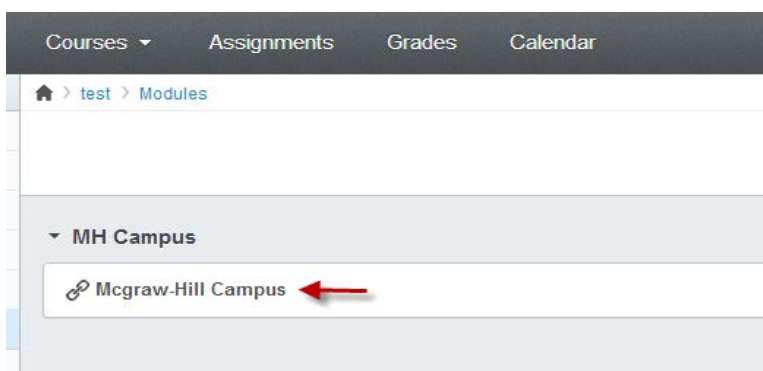 Courses Assignments Grades Calendar
> test > Modules
MH Campus
Mcgraw-Hill Campus